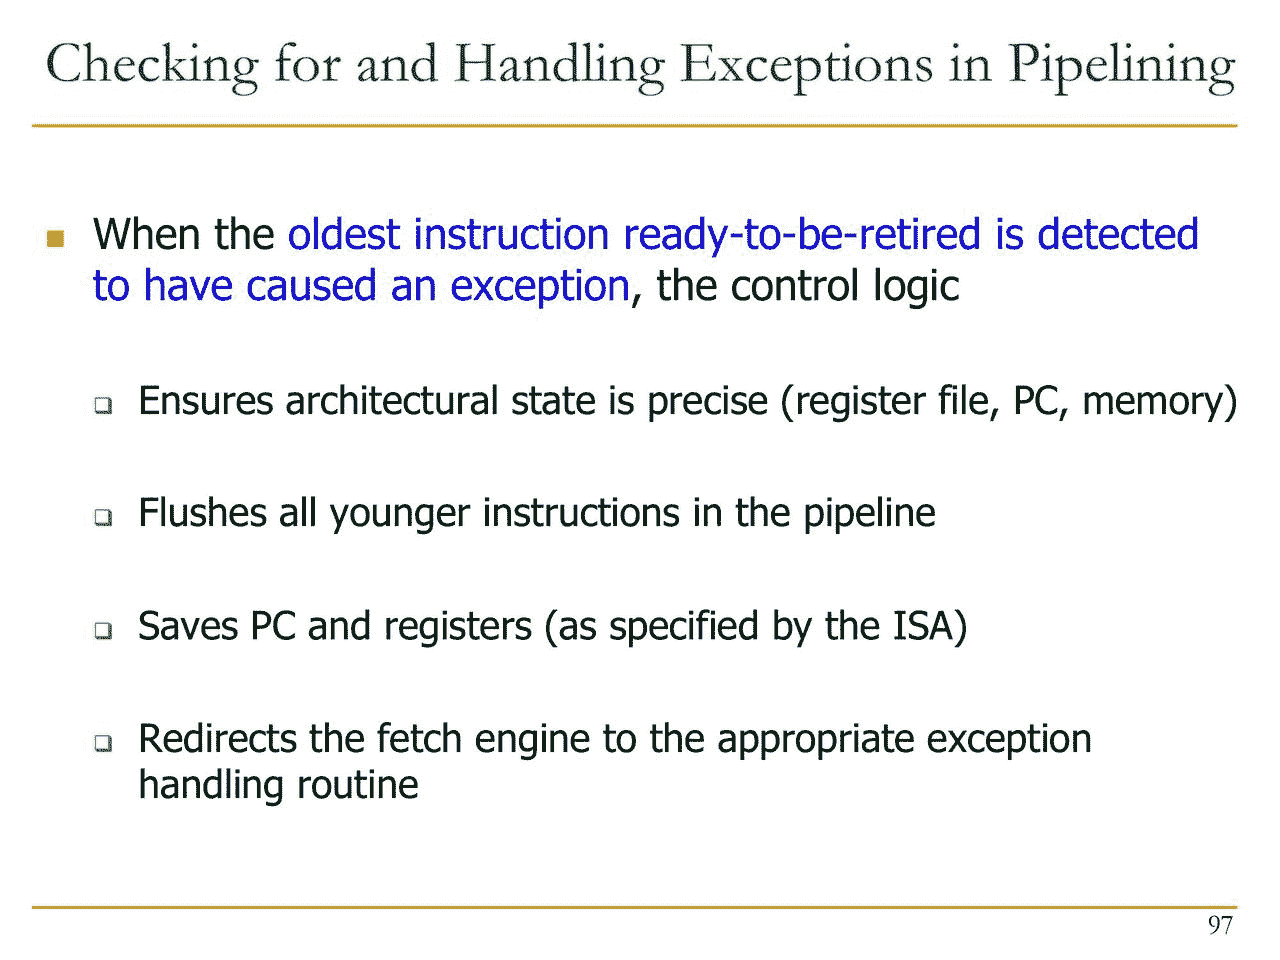 Checking for and Handling Exceptions in Pipelining
When the oldest instruction ready-to-be-retired is detected
to have caused an exception, the control logic
Ensures architectural state is precise (register file, PC, memory)
Flushes all younger instructions in the pipeline
Saves PC and registers (as specified by the ISA)
Redirects the fetch engine to the appropriate exception
handling routine
97